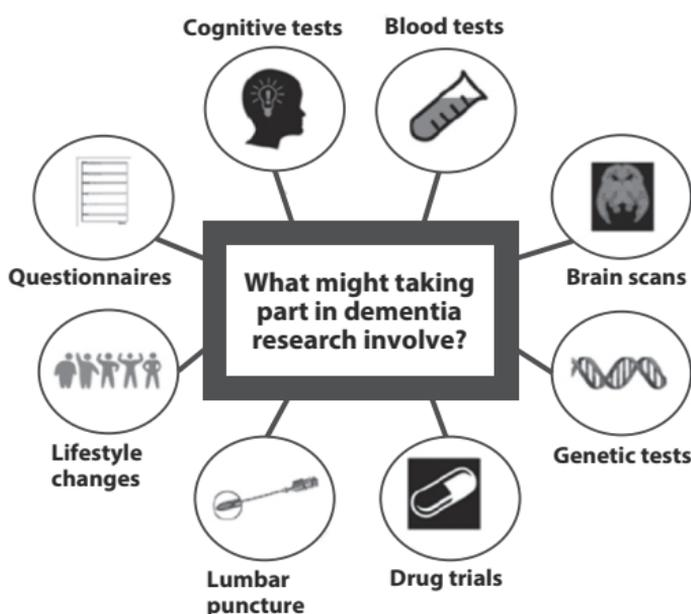 Cognitive tests
Blood tests
Questionnaires
Brain scans
What might taking
part in dementia
research involve?
Lifestyle
changes
Genetic tests
Lumbar
puncture
Drug trials